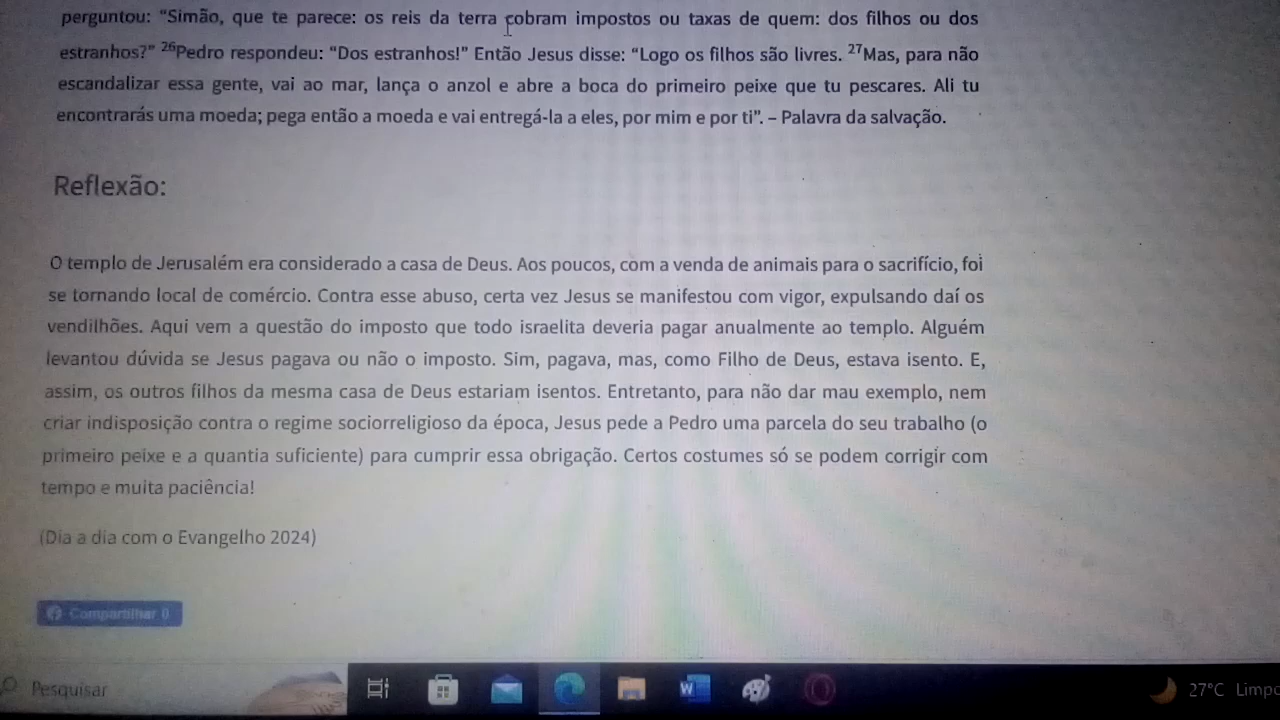 perguntou: “Simão, que te parece: os reis da terra cobram impostos ou taxas de quem: dos filhos ou dos
estranhos?” 26Pedro respondeu: “Dos estranhos!” Então Jesus disse: “Logo os filhos são livres. 27Mas, para não
escandalizar essa gente, vai ao mar, lança o anzol e abre a boca do primeiro peixe que tu pescares. Ali tu
encontrarás uma moeda; pega então a moeda e vai entregá-la a eles, por mim e por ti”. – Palavra da salvação.
Reflexão:
O templo de Jerusalém era considerado a casa de Deus. Aos poucos, com a venda de animais para o sacrifício, foi
se tornando local de comércio. Contra esse abuso, certa vez Jesus se manifestou com vigor, expulsando daí os
vendilhões. Aqui vem a questão do imposto que todo israelita deveria pagar anualmente ao templo. Alguém
levantou dúvida se Jesus pagava ou não o imposto. Sim, pagava, mas, como Filho de Deus, estava isento. E,
assim, os outros filhos da mesma casa de Deus estariam isentos. Entretanto, para não dar mau exemplo, nem
criar indisposição contra o regime sociorreligioso da época, Jesus pede a Pedro uma parcela do seu trabalho (o
primeiro peixe e a quantia suficiente) para cumprir essa obrigação. Certos costumes só se podem corrigir com
tempo e muita paciência!
(Dia a dia com o Evangelho 2024)
Compartilhar 0
Pesquisar
W
27°C Limpo